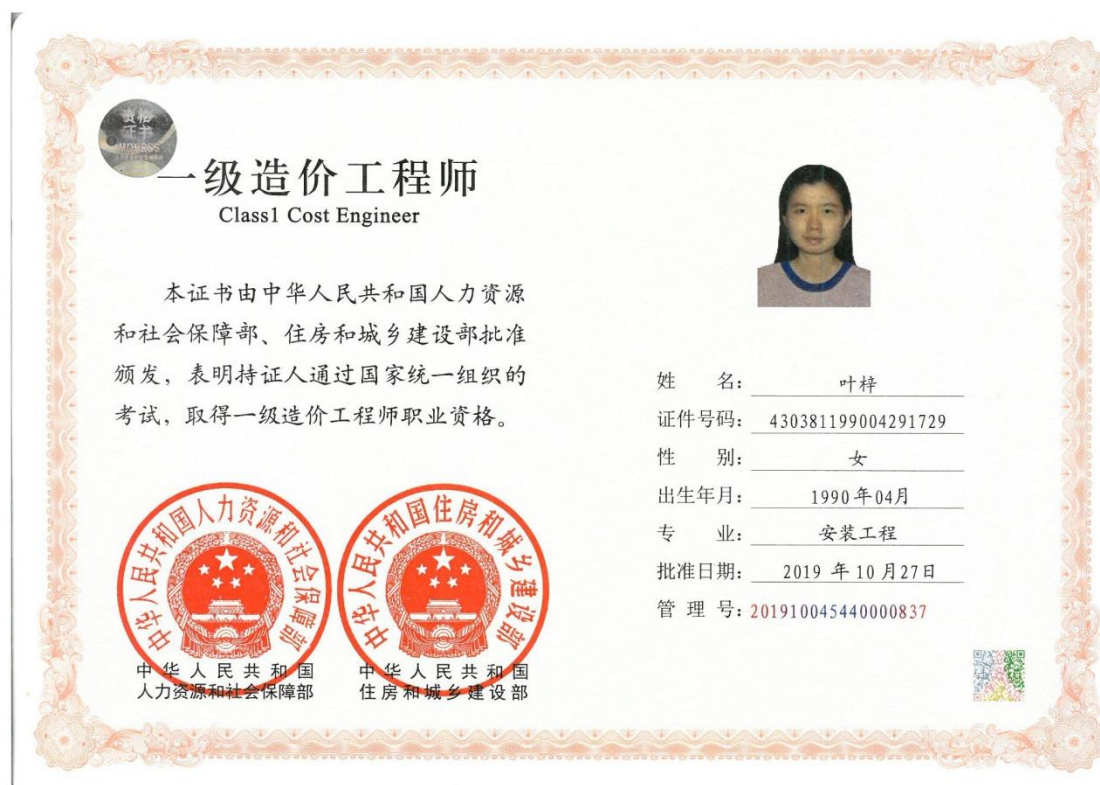 资格
证书
MOHRSS
一级造价工程师
Class1 Cost Engineer
本证书由中华人民共和国人力资源
和社会保障部、住房和城乡建设部批准
颁发，表明持证人通过国家统一组织的
考试，取得一级造价工程师职业资格。
中华人民共和国人力资源和社会保障部
中华人民共和国住房和城乡建设部
中华人民共和国
人力资源和社会保障部
中华人民共和国
住房和城乡建设部
姓 名： 叶梓
证件号码： 430381199004291729
性 别： 女
出生年月： 1990年04月
专 业： 安装工程
批准日期： 2019 年 10月27日
管 理 号：201910045440000837